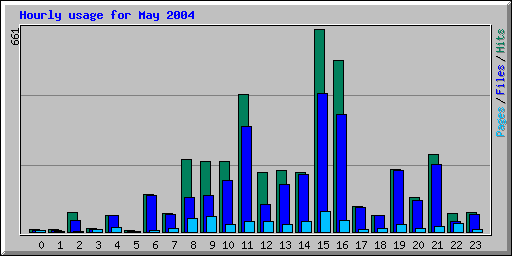 Hourly usage for May 2004
661
Pages / Files / Hits
0 1 2 3 4 5 6 7 8 9 10 11 12 13 14 15 16 17 18 19 20 21 22 23